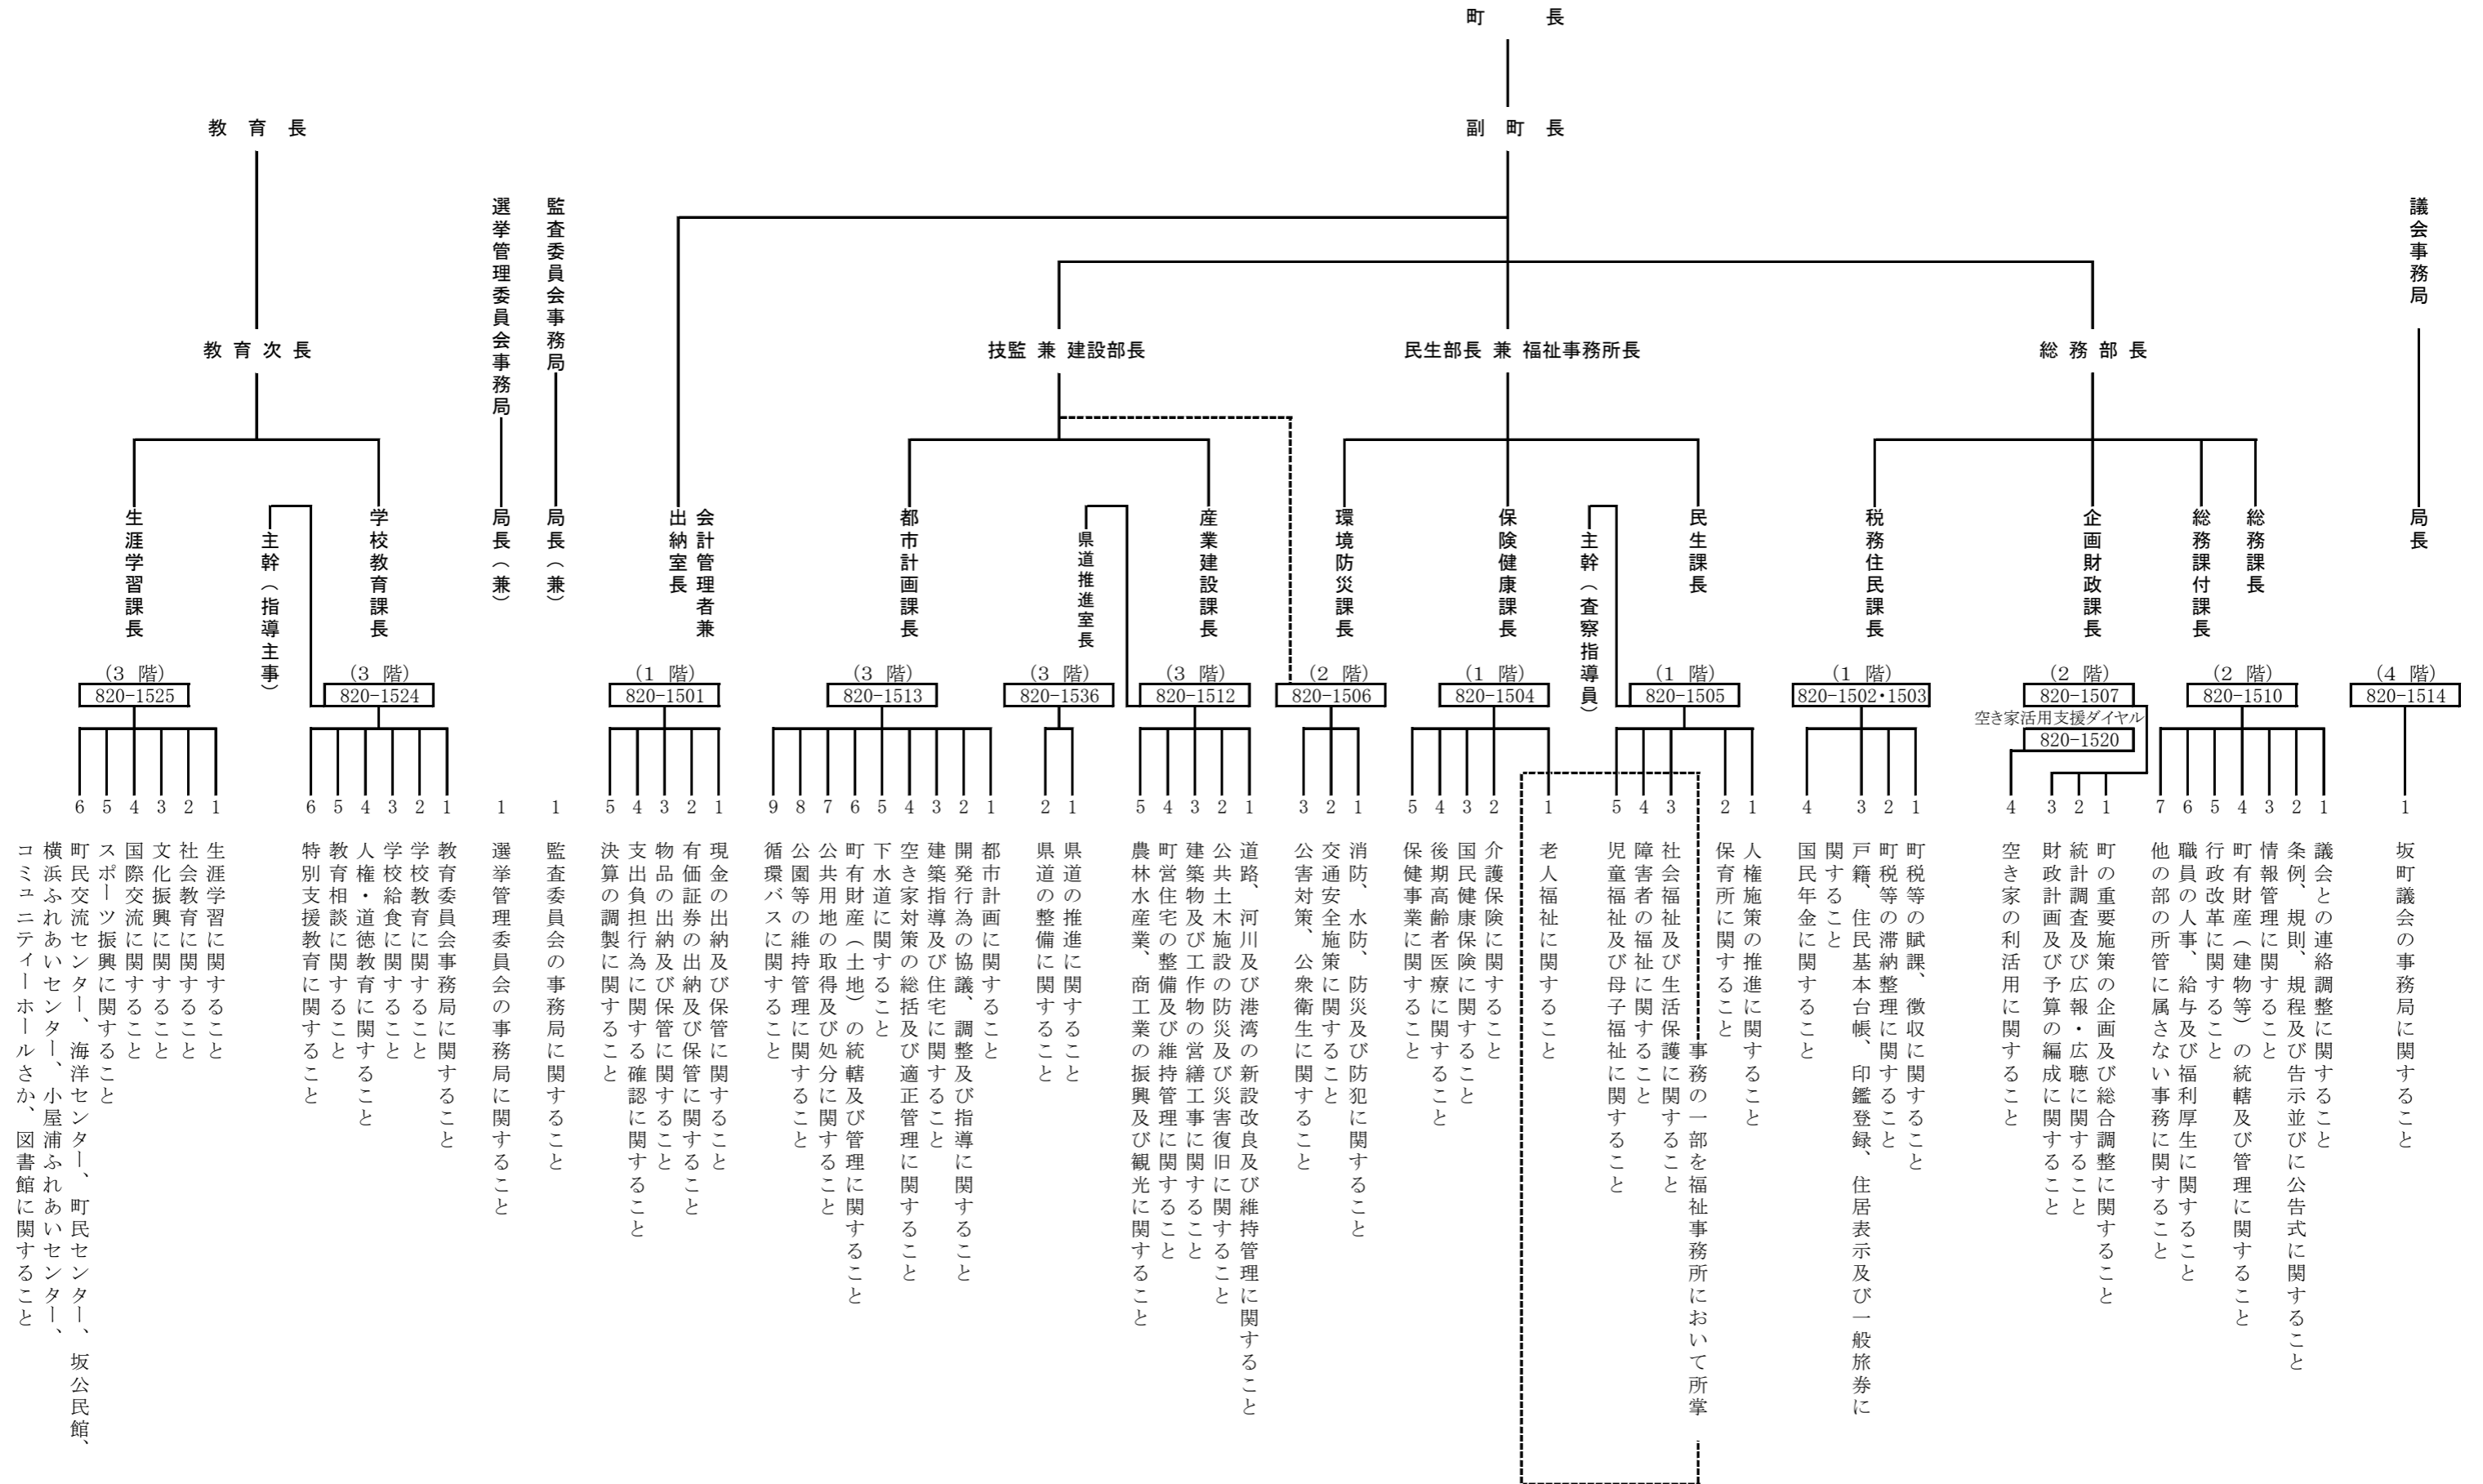 町長
副町長
教育長
選挙管理委員会事務局
監査委員会事務局
議会事務局
教育次長
技監 兼 建設部長
民生部長 兼 福祉事務所長
総務部長
局長
総務課長
総務課付課長
企画財政課長
税務住民課長
民生課長
主幹（査察指導員）
保険健康課長
環境防災課長
産業建設課長
県道推進室長
都市計画課長
会計管理者兼
出納室長
局長（兼）
局長（兼）
学校教育課長
主幹（指導主事）
生涯学習課長
(4 階)
820-1514
1 坂町議会の事務局に関すること
(2 階)
820-1510
1 議会との連絡調整に関すること
2 条例、規則、規程及び告示並びに公告式に関すること
3 情報管理に関すること
4 町有財産（建物等）の統轄及び管理に関すること
5 行政改革に関すること
6 職員の人事、給与及び福利厚生に関すること
7 他の部の所管に属さない事務に関すること
(2 階)
820-1507
空き家活用支援ダイヤル
820-1520
1 町の重要施策の企画及び総合調整に関すること
2 統計調査及び広報・広聴に関すること
3 財政計画及び予算の編成に関すること
4 空き家の利活用に関すること
(1 階)
820-1502・1503
1 町税等の賦課、徴収に関すること
2 町税等の滞納整理に関すること
3 戸籍、住民基本台帳、印鑑登録、住居表示及び一般旅券に
関すること
4 国民年金に関すること
(1 階)
820-1505
1 人権施策の推進に関すること
2 保育所に関すること
事務の一部を福祉事務所において所掌
3 社会福祉及び生活保護に関すること
4 障害者の福祉に関すること
5 児童福祉及び母子福祉に関すること
(1 階)
820-1504
1 老人福祉に関すること
2 介護保険に関すること
3 国民健康保険に関すること
4 後期高齢者医療に関すること
5 保健事業に関すること
(2 階)
820-1506
1 消防、水防、防災及び防犯に関すること
2 交通安全施策に関すること
3 公害対策、公衆衛生に関すること
(3 階)
820-1512
1 道路、河川及び港湾の新設改良及び維持管理に関すること
2 公共土木施設の防災及び災害復旧に関すること
3 建築物及び工作物の営繕工事に関すること
4 町営住宅の整備及び維持管理に関すること
5 農林水産業、商工業の振興及び観光に関すること
(3 階)
820-1536
1 県道の推進に関すること
2 県道の整備に関すること
(3 階)
820-1513
1 都市計画に関すること
2 開発行為の協議、調整及び指導に関すること
3 建築指導及び住宅に関すること
4 空き家対策の総括及び適正管理に関すること
5 下水道に関すること
6 町有財産（土地）の統轄及び管理に関すること
7 公共用地の取得及び処分に関すること
8 公園等の維持管理に関すること
9 循環バスに関すること
(1 階)
820-1501
1 現金の出納及び保管に関すること
2 有価証券の出納及び保管に関すること
3 物品の出納及び保管に関すること
4 支出負担行為に関する確認に関すること
5 決算の調製に関すること
1 監査委員会の事務局に関すること
1 選挙管理委員会の事務局に関すること
(3 階)
820-1524
1 教育委員会事務局に関すること
2 学校教育に関すること
3 学校給食に関すること
4 人権・道徳教育に関すること
5 教育相談に関すること
6 特別支援教育に関すること
(3 階)
820-1525
1 生涯学習に関すること
2 社会教育に関すること
3 文化振興に関すること
4 国際交流に関すること
5 スポーツ振興に関すること
6 町民交流センター、海洋センター、町民センター、坂公民館、
横浜ふれあいセンター、小屋浦ふれあいセンター、
コミュニティーホールさか、図書館に関すること